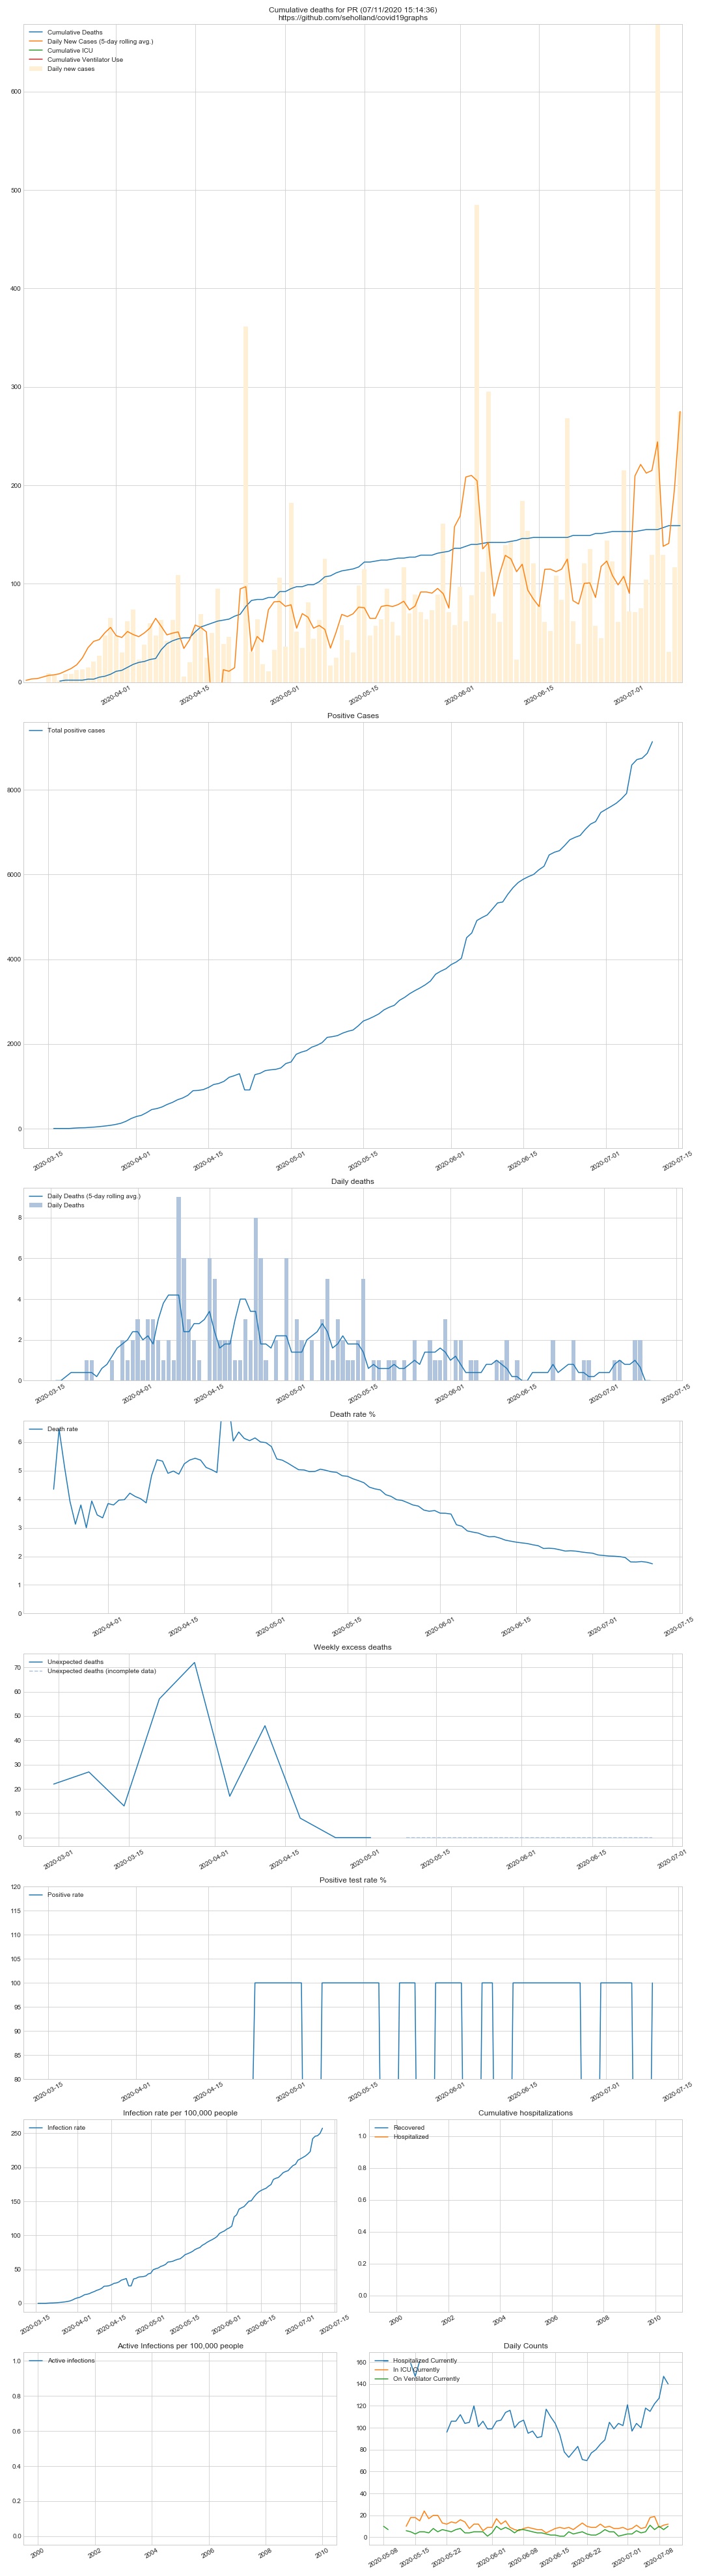 Cumulative deaths for PR (07/11/2020 15:14:36)
https://github.com/seholland/covid19graphs
Cumulative Deaths
Daily New Cases (5-day rolling avg.)
Cumulative ICU
Cumulative Ventilator Use
Daily new cases
600
500
400
300
200
100
0
2020-04-01 2020-04-15 2020-05-01 2020-05-15 2020-06-01 2020-06-15 2020-07-01
Positive Cases
Total positive cases
8000
6000
4000
2000
0
2020-03-15 2020-04-01 2020-04-15 2020-05-01 2020-05-15 2020-06-01 2020-06-15 2020-07-01 2020-07-15
Daily deaths
Daily Deaths (5-day rolling avg.)
Daily Deaths
8
6
4
2
0
2020-03-15 2020-04-01 2020-04-15 2020-05-01 2020-05-15 2020-06-01 2020-06-15 2020-07-01 2020-07-15
Death rate %
Death rate
6
5
4
3
2
1
0
2020-04-01 2020-04-15 2020-05-01 2020-05-15 2020-06-01 2020-06-15 2020-07-01 2020-07-15
Weekly excess deaths
Unexpected deaths
Unexpected deaths (incomplete data)
70
60
50
40
30
20
10
0
2020-03-01 2020-03-15 2020-04-01 2020-04-15 2020-05-01 2020-05-15 2020-06-01 2020-06-15 2020-07-01
Positive test rate %
Positive rate
120
115
110
105
100
95
90
85
80
2020-03-15 2020-04-01 2020-04-15 2020-05-01 2020-05-15 2020-06-01 2020-06-15 2020-07-01 2020-07-15
Infection rate per 100,000 people
Infection rate
250
200
150
100
50
0
2020-03-15 2020-04-01 2020-04-15 2020-05-01 2020-05-15 2020-06-01 2020-06-15 2020-07-01 2020-07-15
Cumulative hospitalizations
Recovered
Hospitalized
1.0
0.8
0.6
0.4
0.2
0.0
2000 2002 2004 2006 2008 2010
Active Infections per 100,000 people
Active infections
1.0
0.8
0.6
0.4
0.2
0.0
2000 2002 2004 2006 2008 2010
Daily Counts
Hospitalized Currently
In ICU Currently
On Ventilator Currently
160
140
120
100
80
60
40
20
0
2020-05-08 2020-05-15 2020-05-22 2020-06-01 2020-06-08 2020-06-15 2020-06-22 2020-07-01 2020-07-08